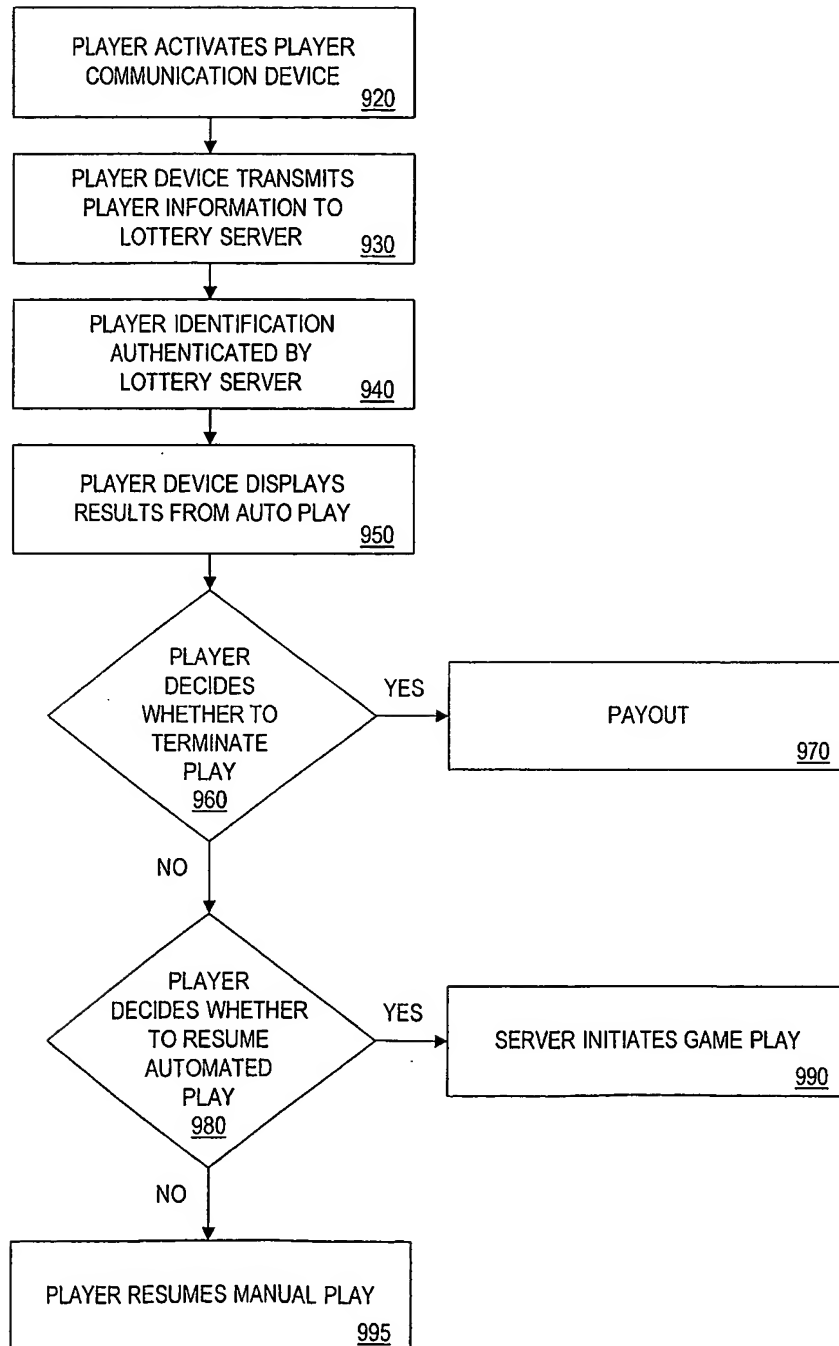 PLAYER ACTIVATES PLAYER
COMMUNICATION DEVICE
920
PLAYER DEVICE TRANSMITS
PLAYER INFORMATION TO
LOTTERY SERVER
930
PLAYER IDENTIFICATION
AUTHENTICATED BY
LOTTERY SERVER
940
PLAYER DEVICE DISPLAYS
RESULTS FROM AUTO PLAY
950
PLAYER
DECIDES
WHETHER TO
TERMINATE
PLAY
960
YES
PAYOUT
970
NO
PLAYER
DECIDES WHETHER
TO RESUME
AUTOMATED
PLAY
980
YES
SERVER INITIATES GAME PLAY
990
NO
PLAYER RESUMES MANUAL PLAY
995